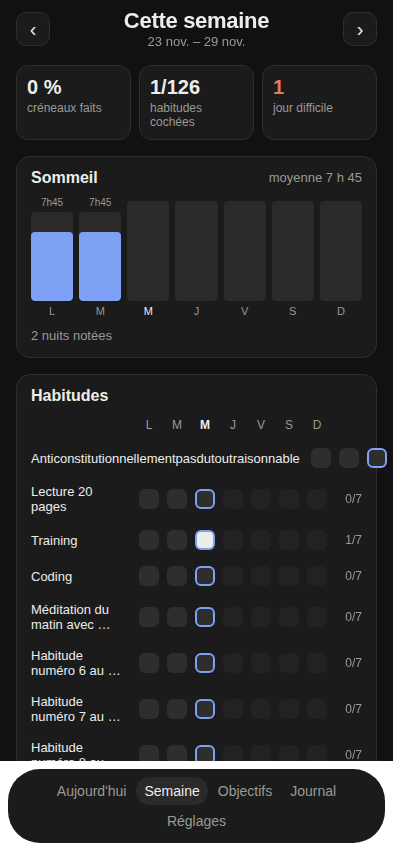 ‹ Cette semaine ›
23 nov. – 29 nov.
0 % 1/126 1
créneaux faits habitudes cochées jour difficile
Sommeil moyenne 7 h 45
7h45 7h45
L M M J V S D
2 nuits notées
Habitudes
L M M J V S D
Anticonstitutionnellementpasdutoutraisonnable
Lecture 20
pages 0/7
Training 1/7
Coding 0/7
Méditation du
matin avec … 0/7
Habitude
numéro 6 au … 0/7
Habitude
numéro 7 au … 0/7
Habitude 0/7
Aujourd'hui Semaine Objectifs Journal
Réglages